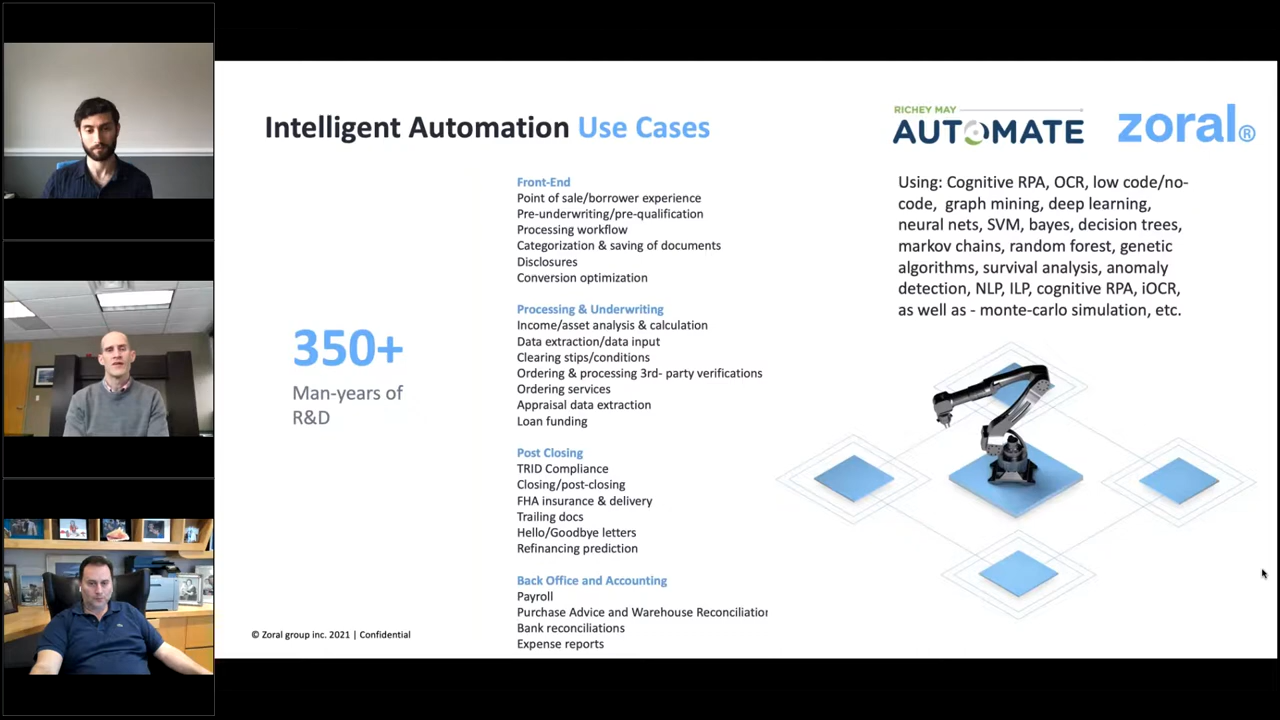 Intelligent Automation Use Cases
RICHEY MAY
AUTOMATE
zoral®
Front-End
Point of sale/borrower experience
Pre-underwriting/pre-qualification
Processing workflow
Categorization & saving of documents
Disclosures
Conversion optimization
Processing & Underwriting
Income/asset analysis & calculation
Data extraction/data input
Clearing stips/conditions
Ordering & processing 3rd- party verifications
Ordering services
Appraisal data extraction
Loan funding
Post Closing
TRID Compliance
Closing/post-closing
FHA insurance & delivery
Trailing docs
Hello/Goodbye letters
Refinancing prediction
Back Office and Accounting
Payroll
Purchase Advice and Warehouse Reconciliation
Bank reconciliations
Expense reports
350+
Man-years of
R&D
Using: Cognitive RPA, OCR, low code/no-
code, graph mining, deep learning,
neural nets, SVM, bayes, decision trees,
markov chains, random forest, genetic
algorithms, survival analysis, anomaly
detection, NLP, ILP, cognitive RPA, iOCR,
as well as - monte-carlo simulation, etc.
© Zoral group inc. 2021 | Confidential